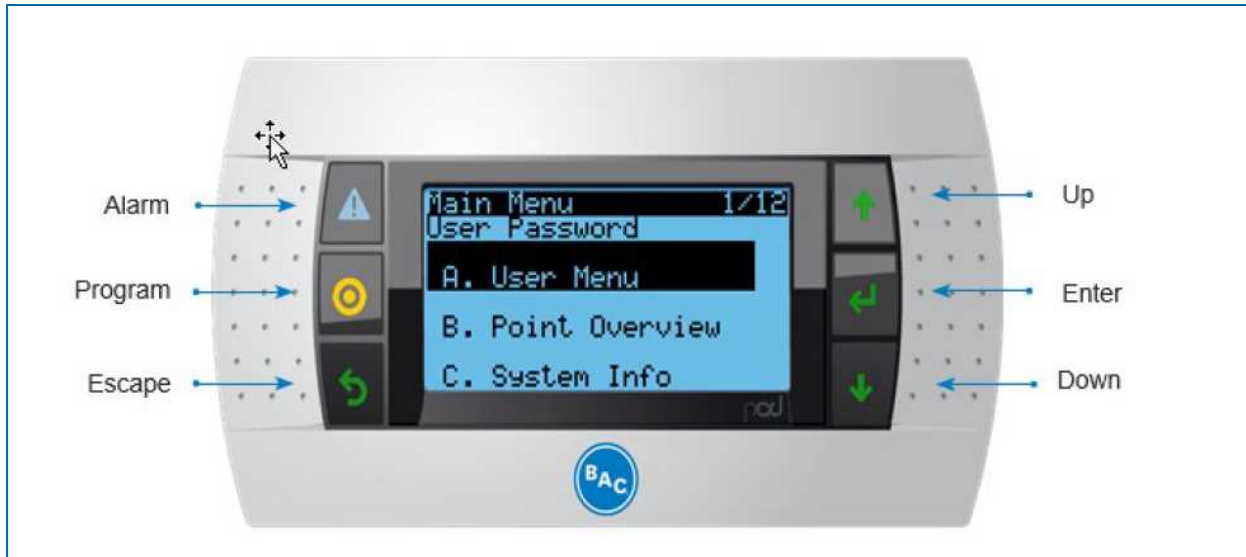 Alarm
Program
Escape
Main Menu 1/12
User Password
A. User Menu
B. Point Overview
C. System Info
pGD
BAC
Up
Enter
Down